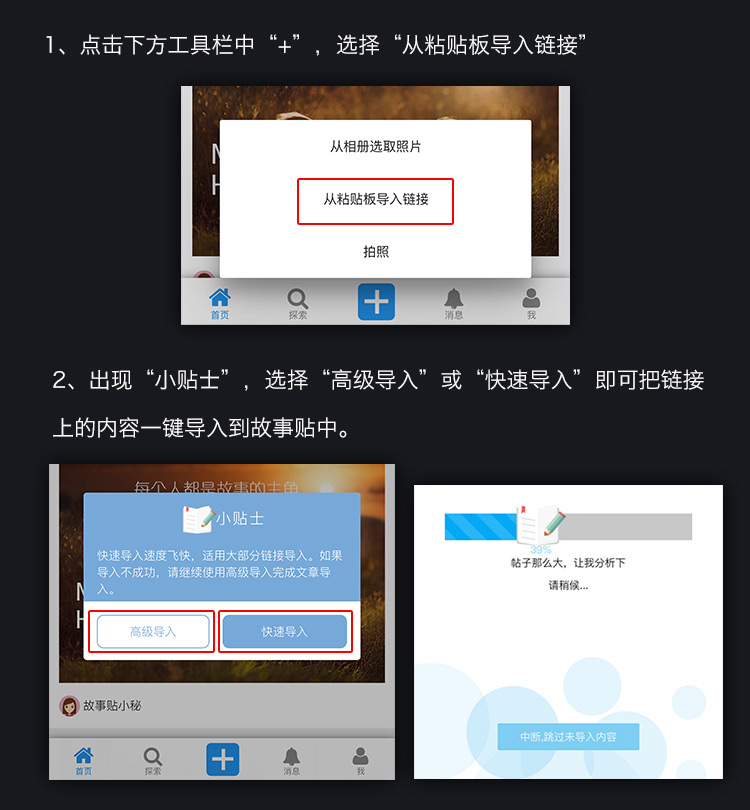 1、点击下方工具栏中“+”，选择“从粘贴板导入链接”
从相册选取照片
从粘贴板导入链接
拍照
首页
探索
消息
我
2、出现“小贴士”，选择“高级导入”或“快速导入”即可把链接
上的内容一键导入到故事贴中。
每个人都是故事的主角
小贴士
快速导入速度飞快，适用大部分链接导入。如果
导入不成功，请继续使用高级导入完成文章导
入。
高级导入
快速导入
故事贴小秘
首页
探索
消息
我
39%
帖子那么大，让我分析下
请稍候...
中断,跳过未导入内容